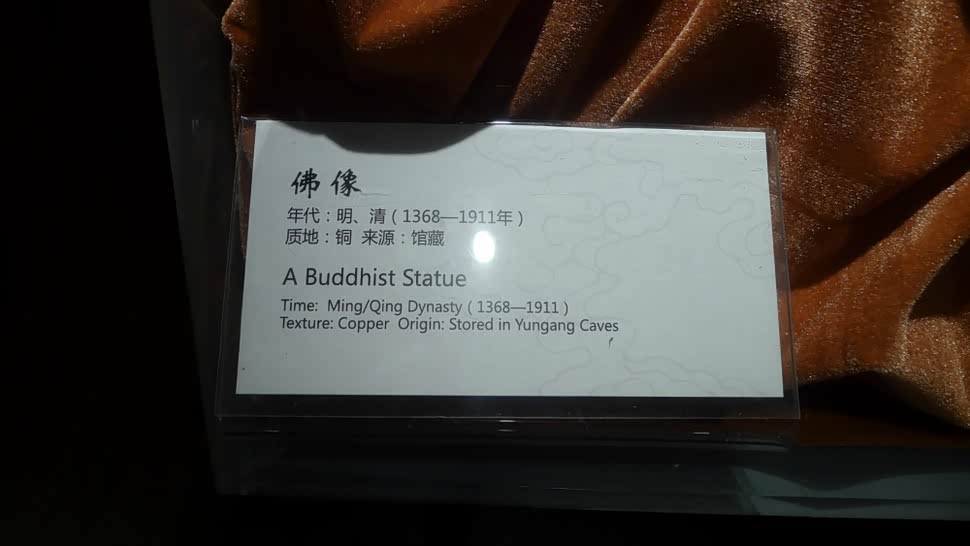 佛像
年代：明、清（1368—1911年）
质地：铜 来源：馆藏
A Buddhist Statue
Time: Ming/Qing Dynasty（1368—1911）
Texture: Copper Origin: Stored in Yungang Caves